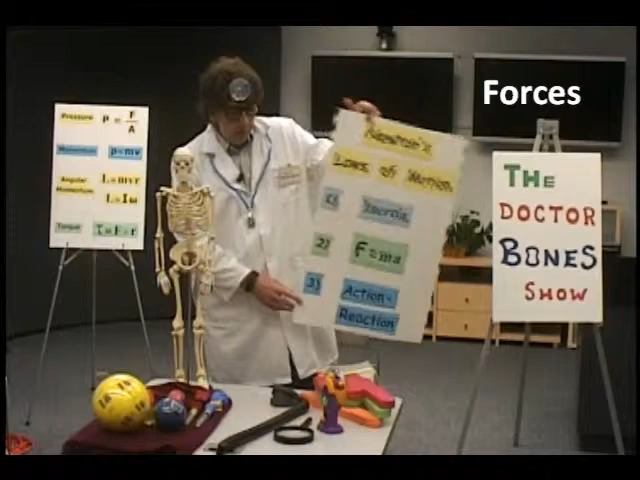 Forces
Pressure p = F/A
Momentum p = mv
Angular Momentum L = mvr
L = Iω
Torque τ = F × r
Newton's
Laws of Motion
1) Inertia
2) F = ma
3) Action-
Reaction
THE
DOCTOR
BONES
SHOW